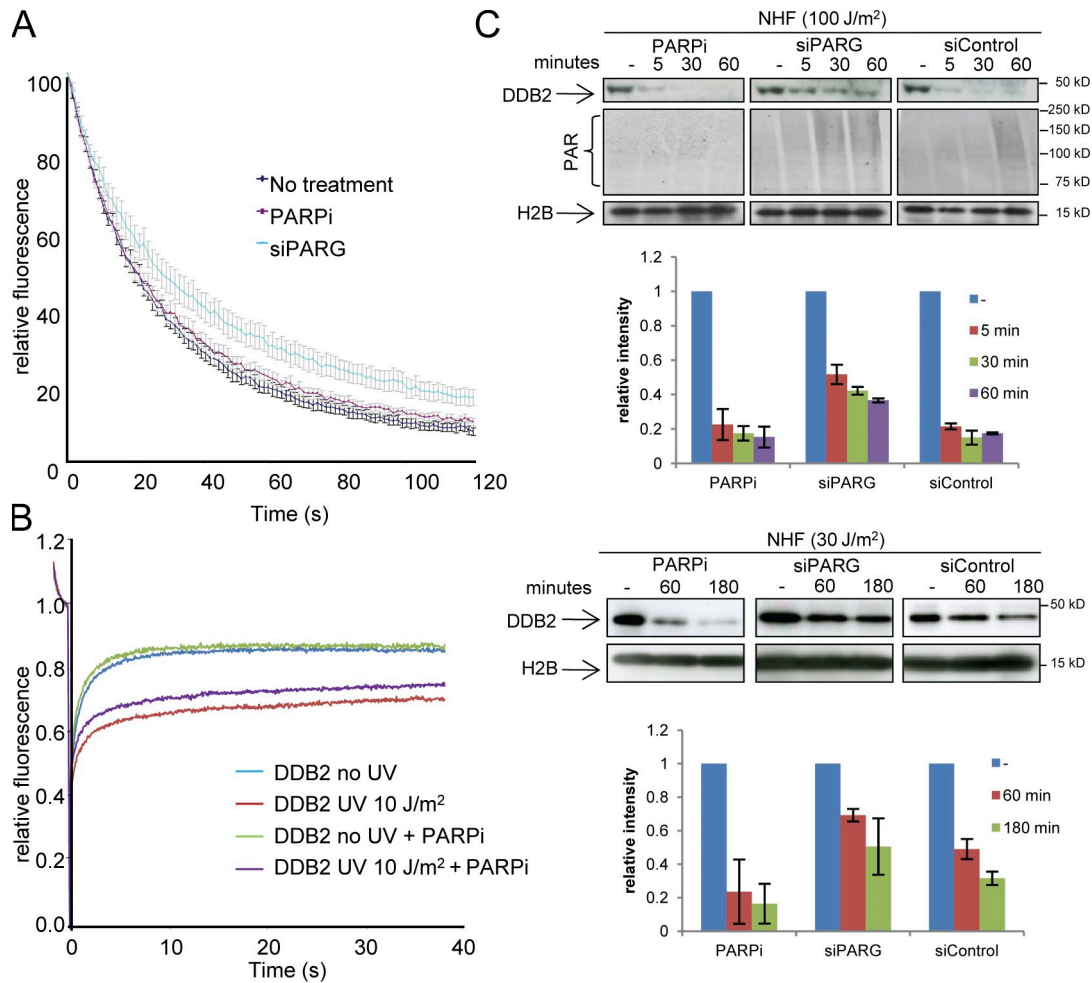 A
100
80
60
40
20
0
relative fluorescence
No treatment
PARPi
siPARG
0 20 40 60 80 100 120
Time (s)
B
1.2
1.0
0.8
0.6
0.4
0.2
0.0
relative fluorescence
DDB2 no UV
DDB2 UV 10 J/m²
DDB2 no UV + PARPi
DDB2 UV 10 J/m² + PARPi
0 10 20 30 40
Time (s)
C
NHF (100 J/m²)
PARPi siPARG siControl
minutes - 5 30 60 - 5 30 60 - 5 30 60
DDB2
50 kD
250 kD
PAR
150 kD
100 kD
75 kD
H2B
15 kD
1.2
1
0.8
0.6
0.4
0.2
0
relative intensity
-
5 min
30 min
60 min
PARPi siPARG siControl
NHF (30 J/m²)
PARPi siPARG siControl
minutes - 60 180 - 60 180 - 60 180
DDB2
50 kD
H2B
15 kD
1.2
1
0.8
0.6
0.4
0.2
0
relative intensity
-
60 min
180 min
PARPi siPARG siControl